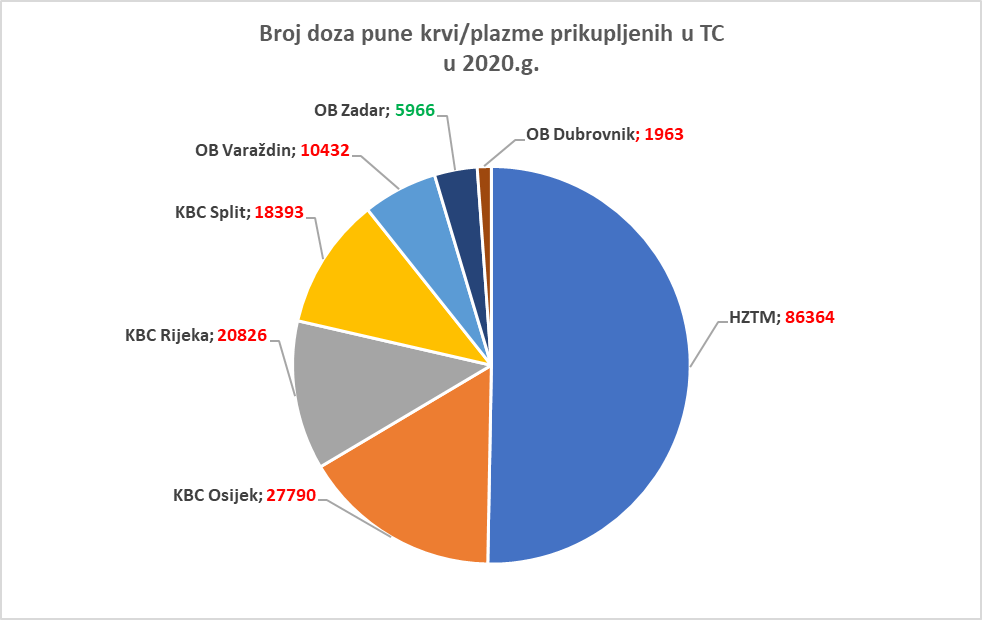 Broj doza pune krvi/plazme prikupljenih u TC
u 2020.g.
OB Zadar; 5966
OB Dubrovnik; 1963
OB Varaždin; 10432
KBC Split; 18393
HZTM; 86364
KBC Rijeka; 20826
KBC Osijek; 27790